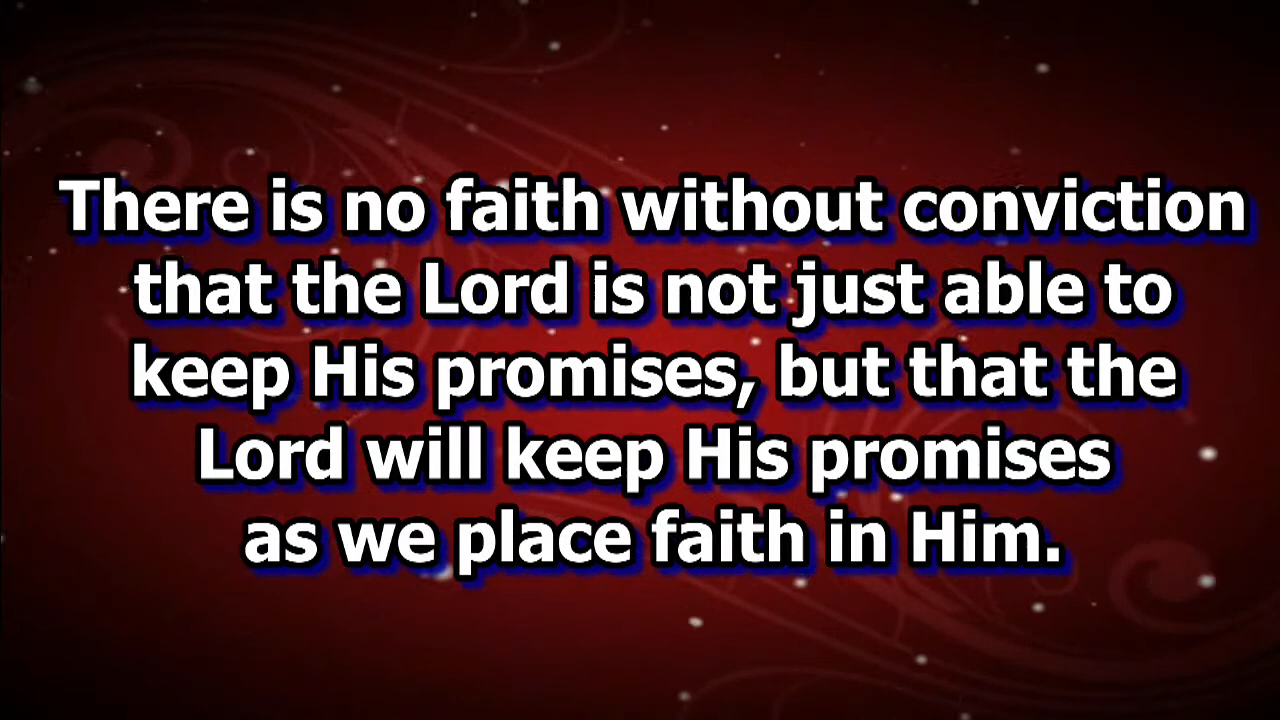 There is no faith without conviction
that the Lord is not just able to
keep His promises, but that the
Lord will keep His promises
as we place faith in Him.